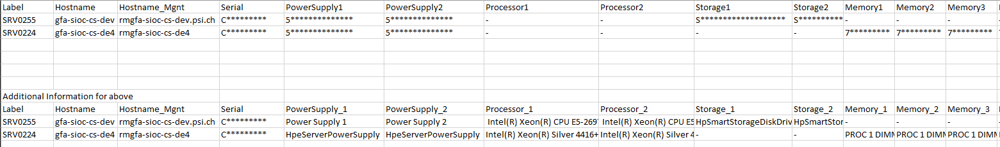 Label Hostname Hostname_Mgnt Serial PowerSupply1 PowerSupply2 Processor1 Processor2 Storage1 Storage2 Memory1 Memory2 Memory3
SRV0255 gfa-sioc-cs-dev rmgfa-sioc-cs-dev.psi.ch C********* 5************** 5************** - - S****************** S********** - - -
SRV0224 gfa-sioc-cs-de4 rmgfa-sioc-cs-de4 C********* 5************** 5************** - - - - 7********* 7********* 7*********
Additional Information for above
Label Hostname Hostname_Mgnt Serial PowerSupply_1 PowerSupply_2 Processor_1 Processor_2 Storage_1 Storage_2 Memory_1 Memory_2 Memory_3
SRV0255 gfa-sioc-cs-dev rmgfa-sioc-cs-dev.psi.ch C********* Power Supply 1 Power Supply 2 Intel(R) Xeon(R) CPU E5-269 Intel(R) Xeon(R) CPU E5 HpSmartStorageDiskDriv HpSmartStor - - -
SRV0224 gfa-sioc-cs-de4 rmgfa-sioc-cs-de4 C********* HpeServerPowerSupply HpeServerPowerSupply Intel(R) Xeon(R) Silver 4416+ Intel(R) Xeon(R) Silver 4 - - PROC 1 DIMM PROC 1 DIMM PROC 1 DIMM